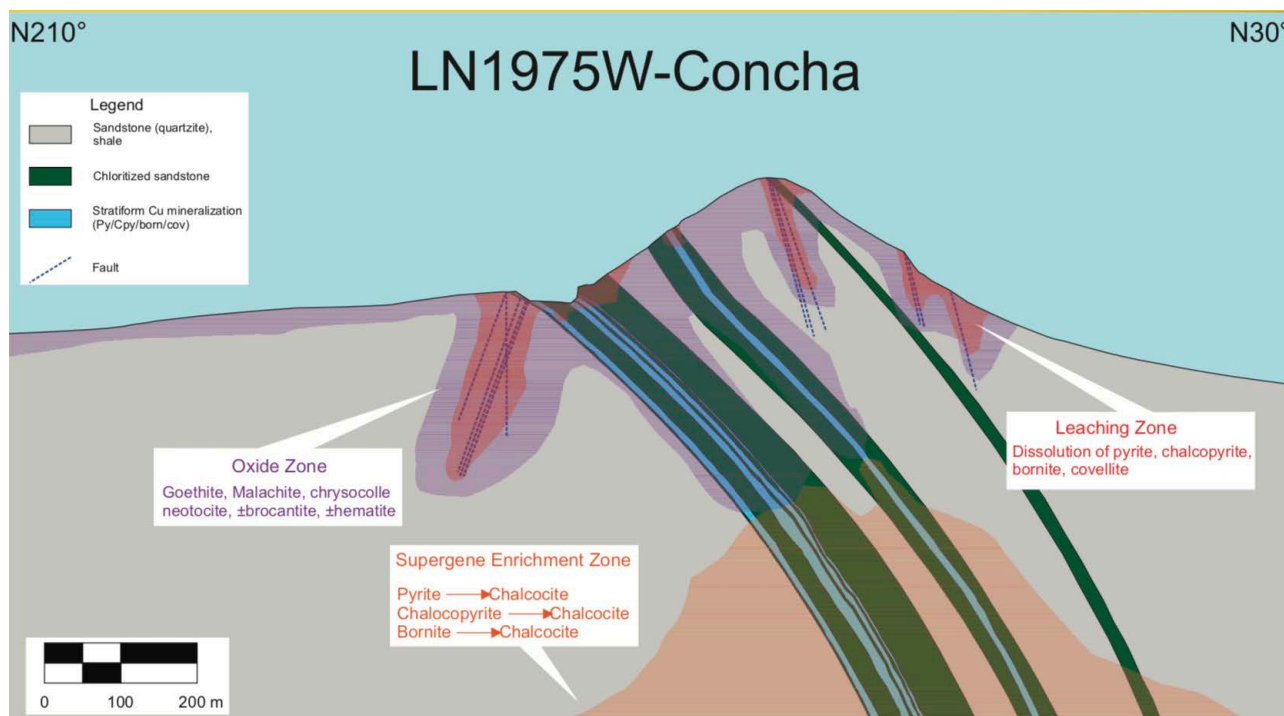 N210°
N30°
LN1975W-Concha
Legend
Sandstone (quartzite),
shale
Chloritized sandstone
Stratiform Cu mineralization
(Py/Cpy/born/cov)
Fault
Oxide Zone
Goethite, Malachite, chrysocolle
neotocite, ±brocantite, ±hematite
Leaching Zone
Dissolution of pyrite, chalcopyrite,
bornite, covellite
Supergene Enrichment Zone
Pyrite Chalcocite
Chalocopyrite Chalcocite
Bornite Chalcocite
0 100 200 m